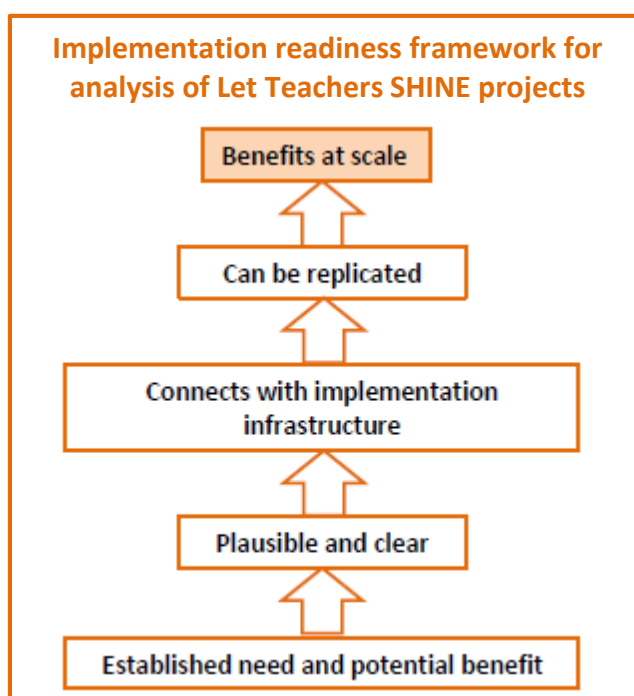 Implementation readiness framework for
analysis of Let Teachers SHINE projects
Benefits at scale
Can be replicated
Connects with implementation
infrastructure
Plausible and clear
Established need and potential benefit